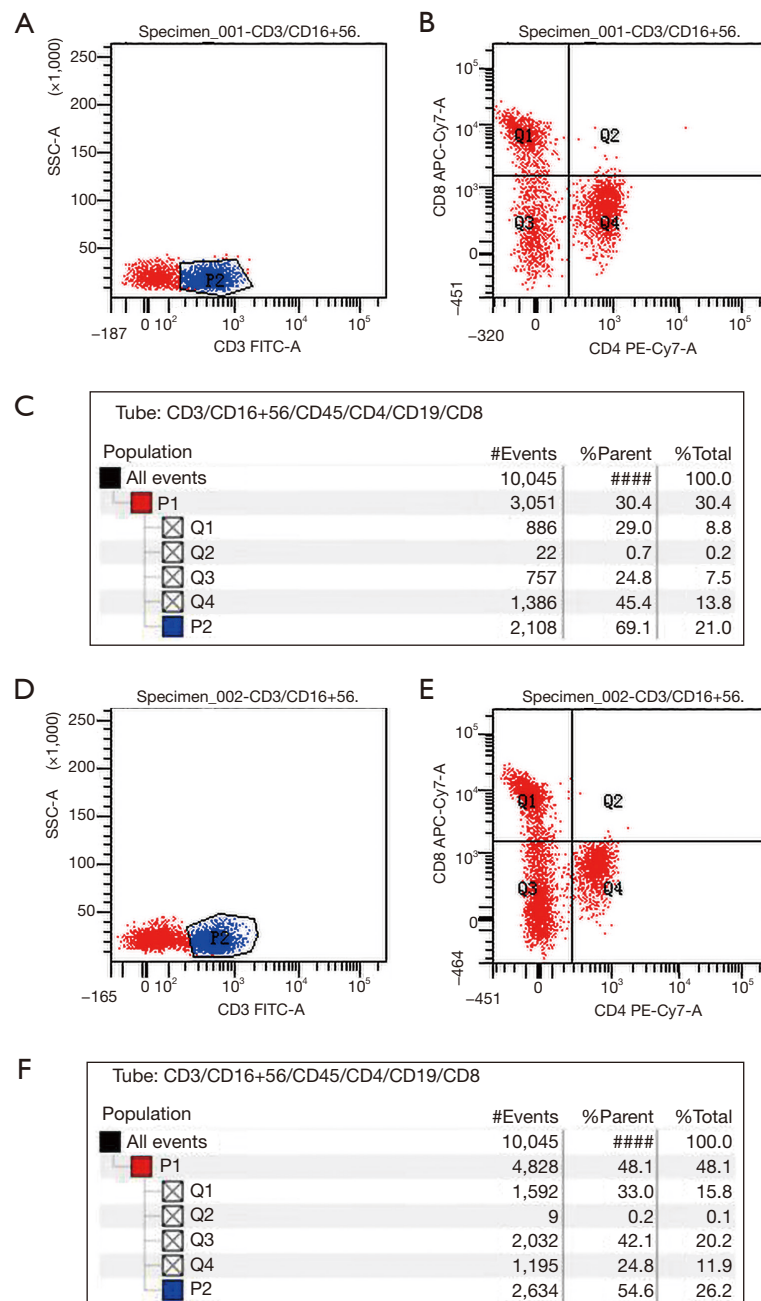 A
Specimen_001-CD3/CD16+56.
SSC-A (×1,000)
250
200
150
100
50
P2
−187
0 10² 10³ 10⁴ 10⁵
CD3 FITC-A
B
Specimen_001-CD3/CD16+56.
CD8 APC-Cy7-A
10⁵
10⁴
10³
0
−451
Q1 Q2
Q3 Q4
−320
0 10³ 10⁴ 10⁵
CD4 PE-Cy7-A
C
Tube: CD3/CD16+56/CD45/CD4/CD19/CD8
Population #Events %Parent %Total
All events 10,045 #### 100.0
P1 3,051 30.4 30.4
Q1 886 29.0 8.8
Q2 22 0.7 0.2
Q3 757 24.8 7.5
Q4 1,386 45.4 13.8
P2 2,108 69.1 21.0
D
Specimen_002-CD3/CD16+56.
SSC-A (×1,000)
250
200
150
100
50
P2
−165
0 10² 10³ 10⁴ 10⁵
CD3 FITC-A
E
Specimen_002-CD3/CD16+56.
CD8 APC-Cy7-A
10⁵
10⁴
10³
0
−464
Q1 Q2
Q3 Q4
−451
0 10³ 10⁴ 10⁵
CD4 PE-Cy7-A
F
Tube: CD3/CD16+56/CD45/CD4/CD19/CD8
Population #Events %Parent %Total
All events 10,045 #### 100.0
P1 4,828 48.1 48.1
Q1 1,592 33.0 15.8
Q2 9 0.2 0.1
Q3 2,032 42.1 20.2
Q4 1,195 24.8 11.9
P2 2,634 54.6 26.2